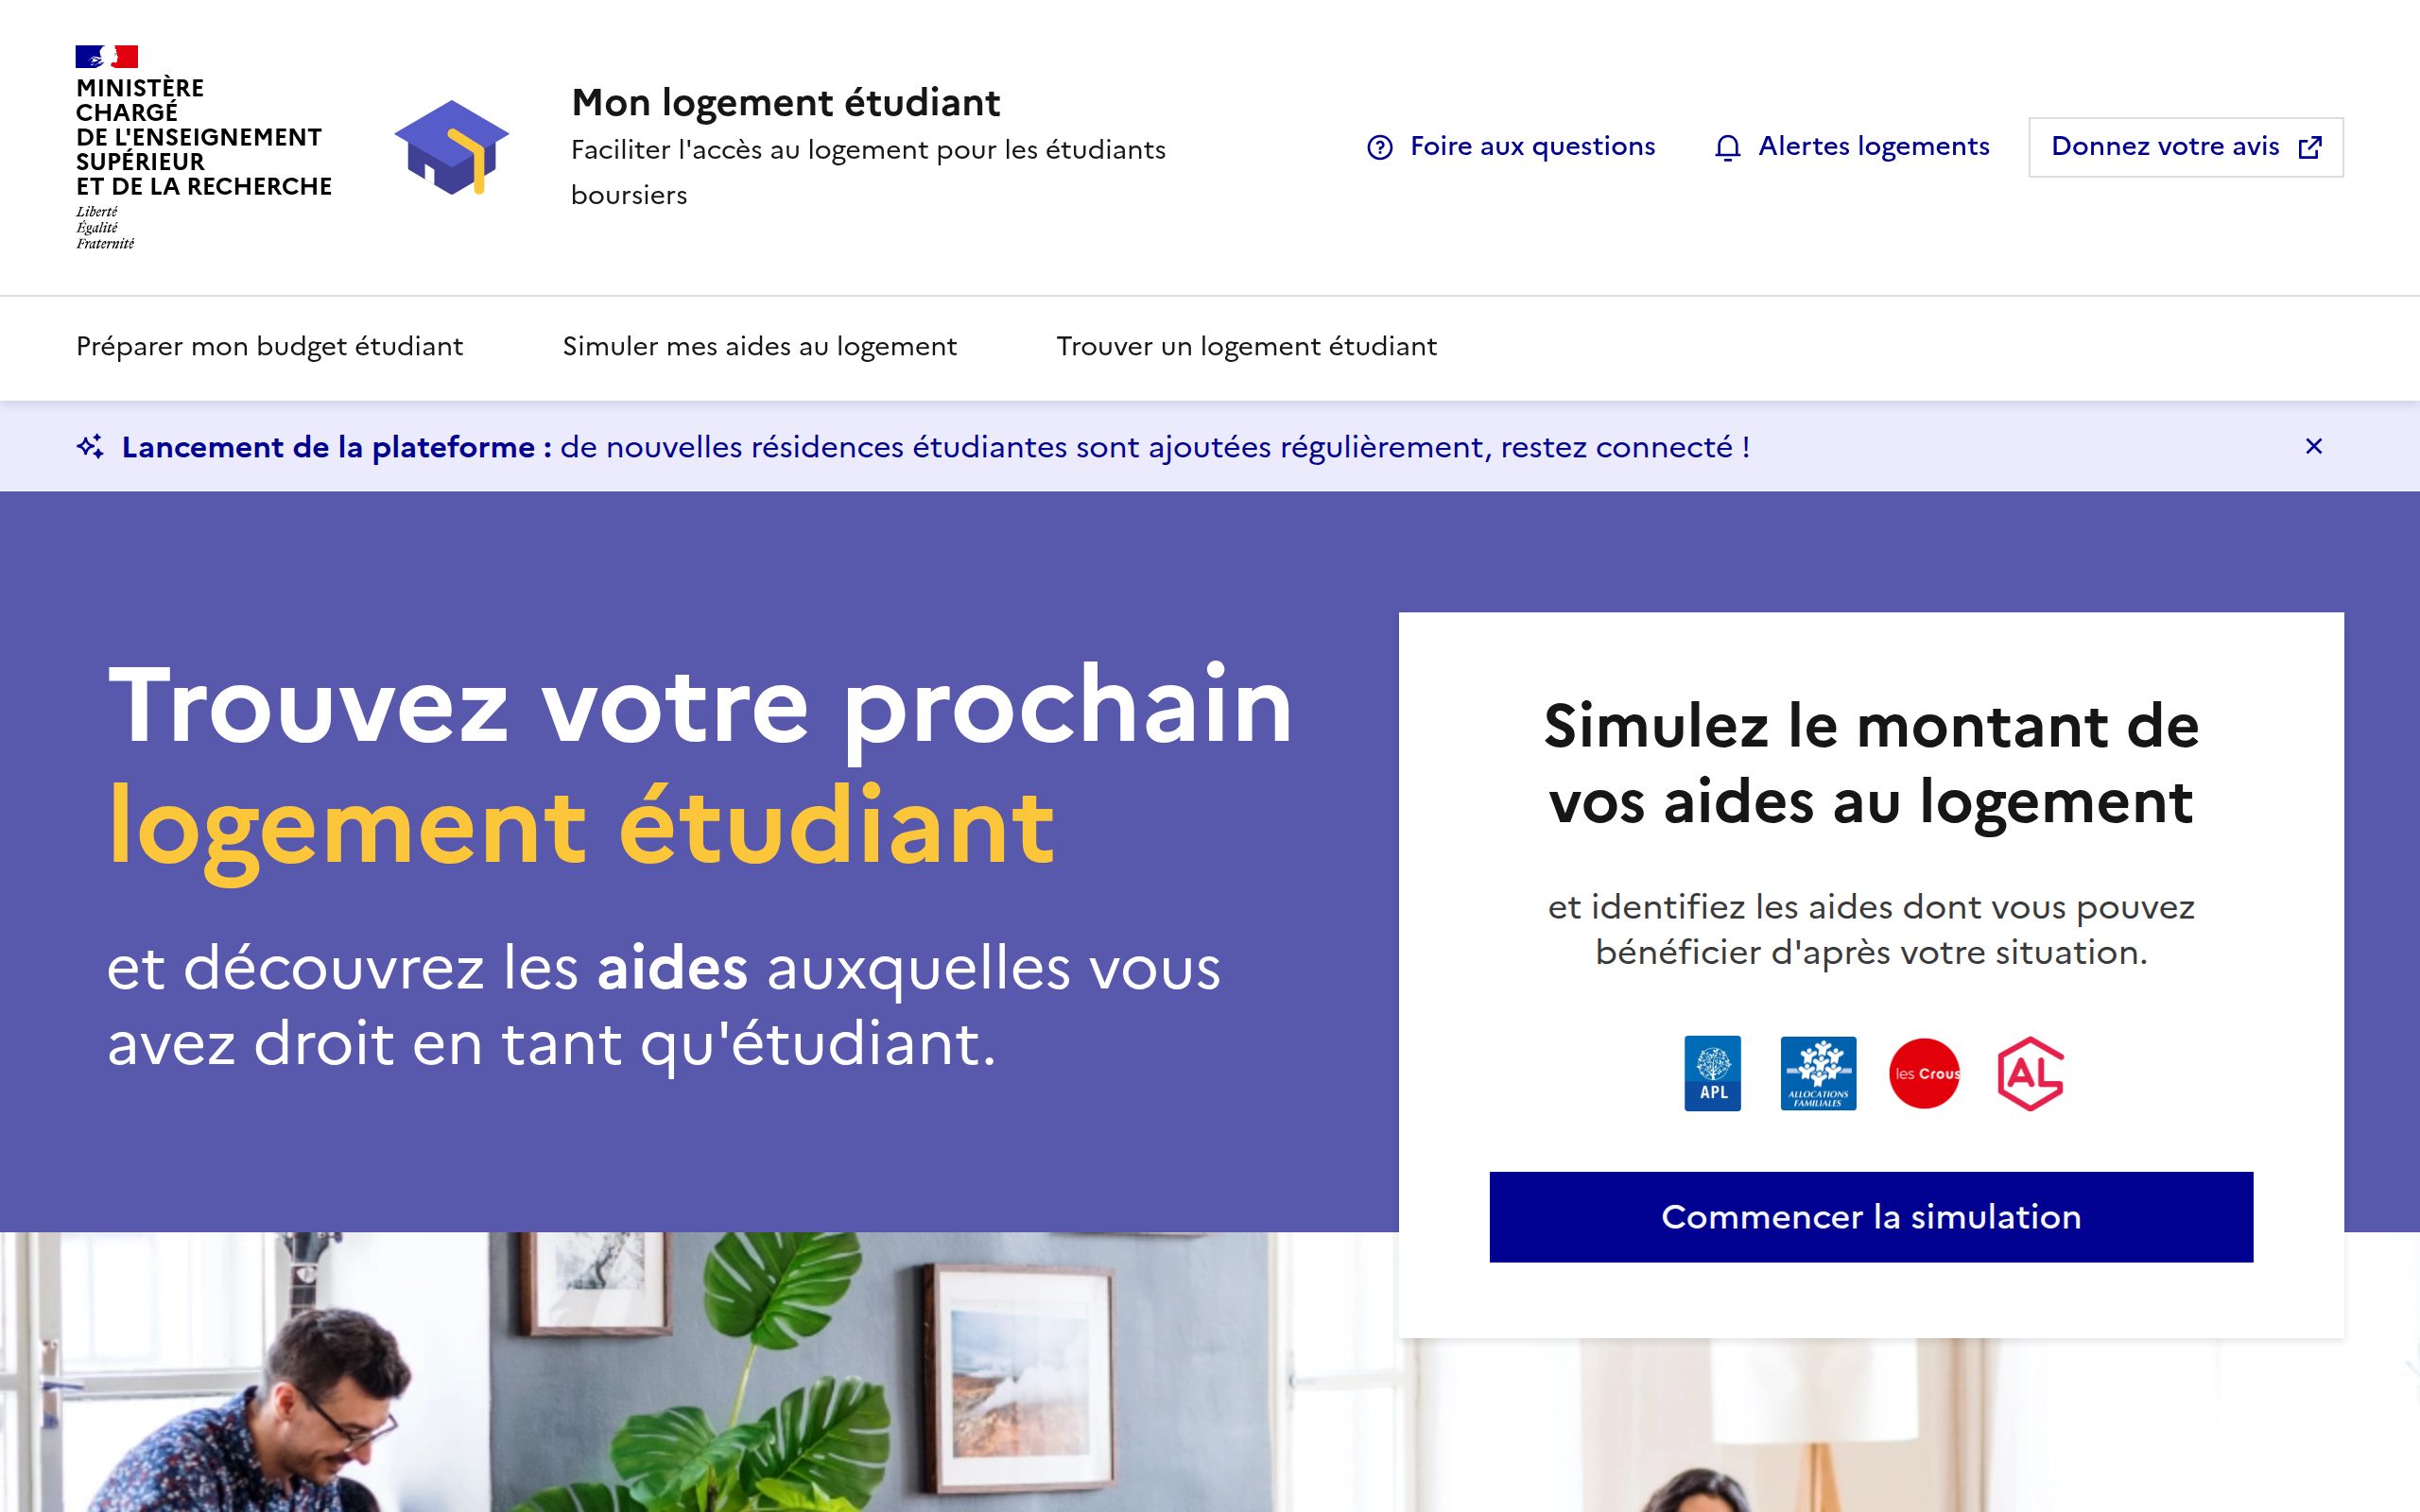 MINISTÈRE
CHARGÉ
DE L'ENSEIGNEMENT
SUPÉRIEUR
ET DE LA RECHERCHE
Liberté
Égalité
Fraternité
Mon logement étudiant
Faciliter l'accès au logement pour les étudiants
boursiers
Foire aux questions
Alertes logements
Donnez votre avis
Préparer mon budget étudiant
Simuler mes aides au logement
Trouver un logement étudiant
Lancement de la plateforme : de nouvelles résidences étudiantes sont ajoutées régulièrement, restez connecté !
Trouvez votre prochain
logement étudiant
et découvrez les aides auxquelles vous
avez droit en tant qu'étudiant.
Simulez le montant de
vos aides au logement
et identifiez les aides dont vous pouvez
bénéficier d'après votre situation.
APL
ALLOCATIONS
FAMILIALES
les Crous
AL
Commencer la simulation